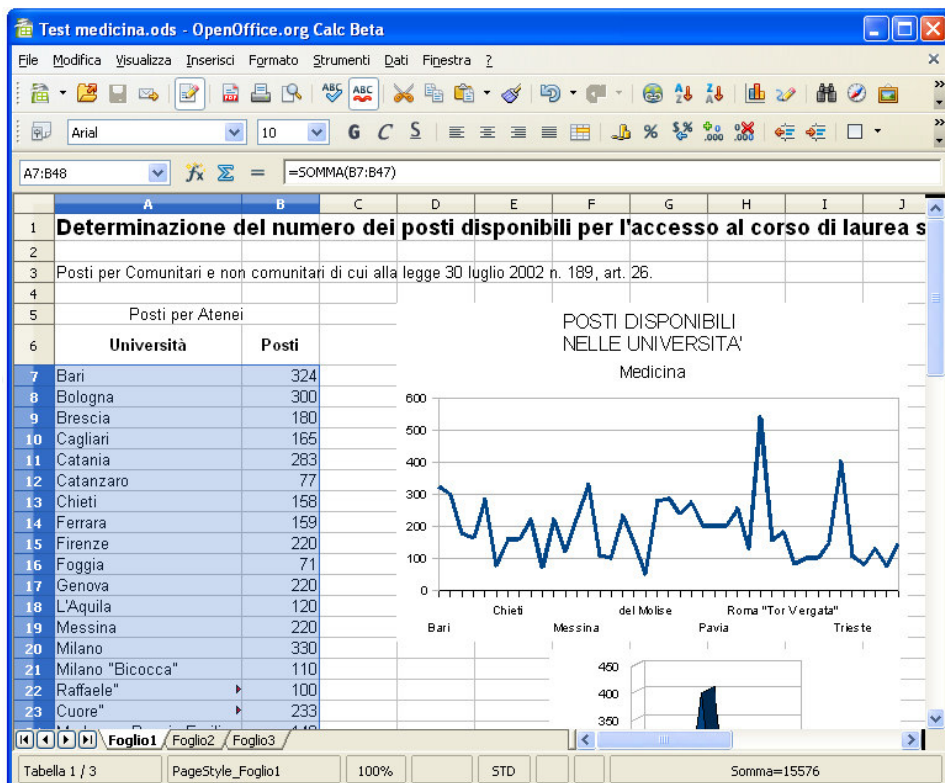 Test medicina.ods - OpenOffice.org Calc Beta
File Modifica Visualizza Inserisci Formato Strumenti Dati Finestra ?
Arial 10 G C S
A7:B48 =SOMMA(B7:B47)
A B C D E F G H I J
1 Determinazione del numero dei posti disponibili per l'accesso al corso di laurea s
2
3 Posti per Comunitari e non comunitari di cui alla legge 30 luglio 2002 n. 189, art. 26.
4
5 Posti per Atenei
6 Università Posti
7 Bari 324
8 Bologna 300
9 Brescia 180
10 Cagliari 165
11 Catania 283
12 Catanzaro 77
13 Chieti 158
14 Ferrara 159
15 Firenze 220
16 Foggia 71
17 Genova 220
18 L'Aquila 120
19 Messina 220
20 Milano 330
21 Milano "Bicocca" 110
22 Raffaele" 100
23 Cuore" 233
POSTI DISPONIBILI
NELLE UNIVERSITA'
Medicina
600
500
400
300
200
100
0
Chieti del Molise Roma "Tor Vergata"
Bari Messina Pavia Trieste
450
400
350
Foglio1 Foglio2 Foglio3
Tabella 1 / 3 PageStyle_Foglio1 100% STD Somma=15576